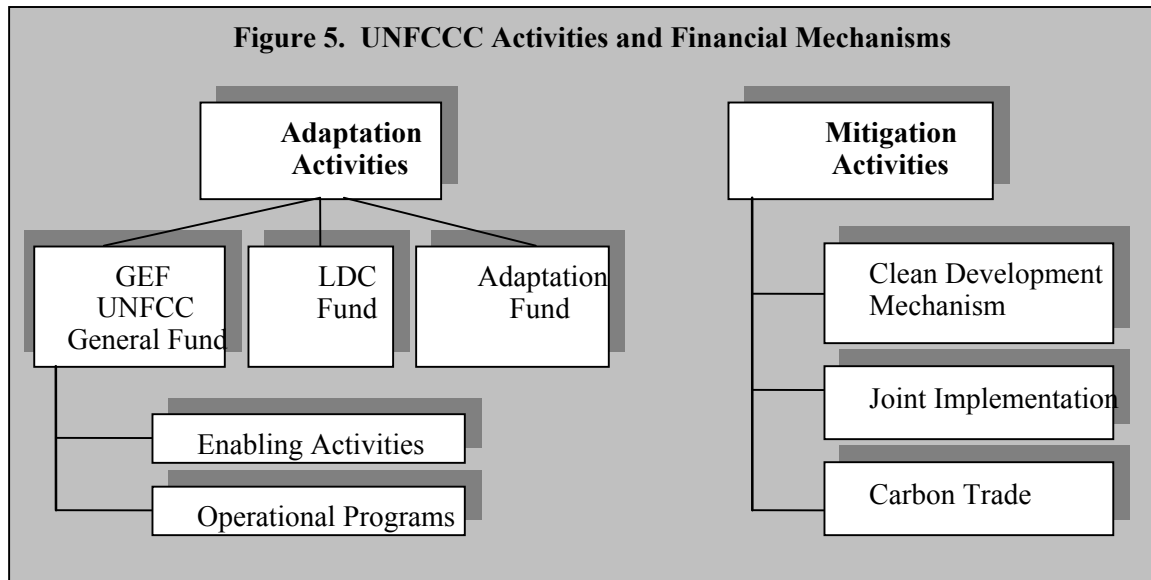 Figure 5. UNFCCC Activities and Financial Mechanisms
Adaptation
Activities
GEF
UNFCC
General Fund
LDC
Fund
Adaptation
Fund
Enabling Activities
Operational Programs
Mitigation
Activities
Clean Development
Mechanism
Joint Implementation
Carbon Trade